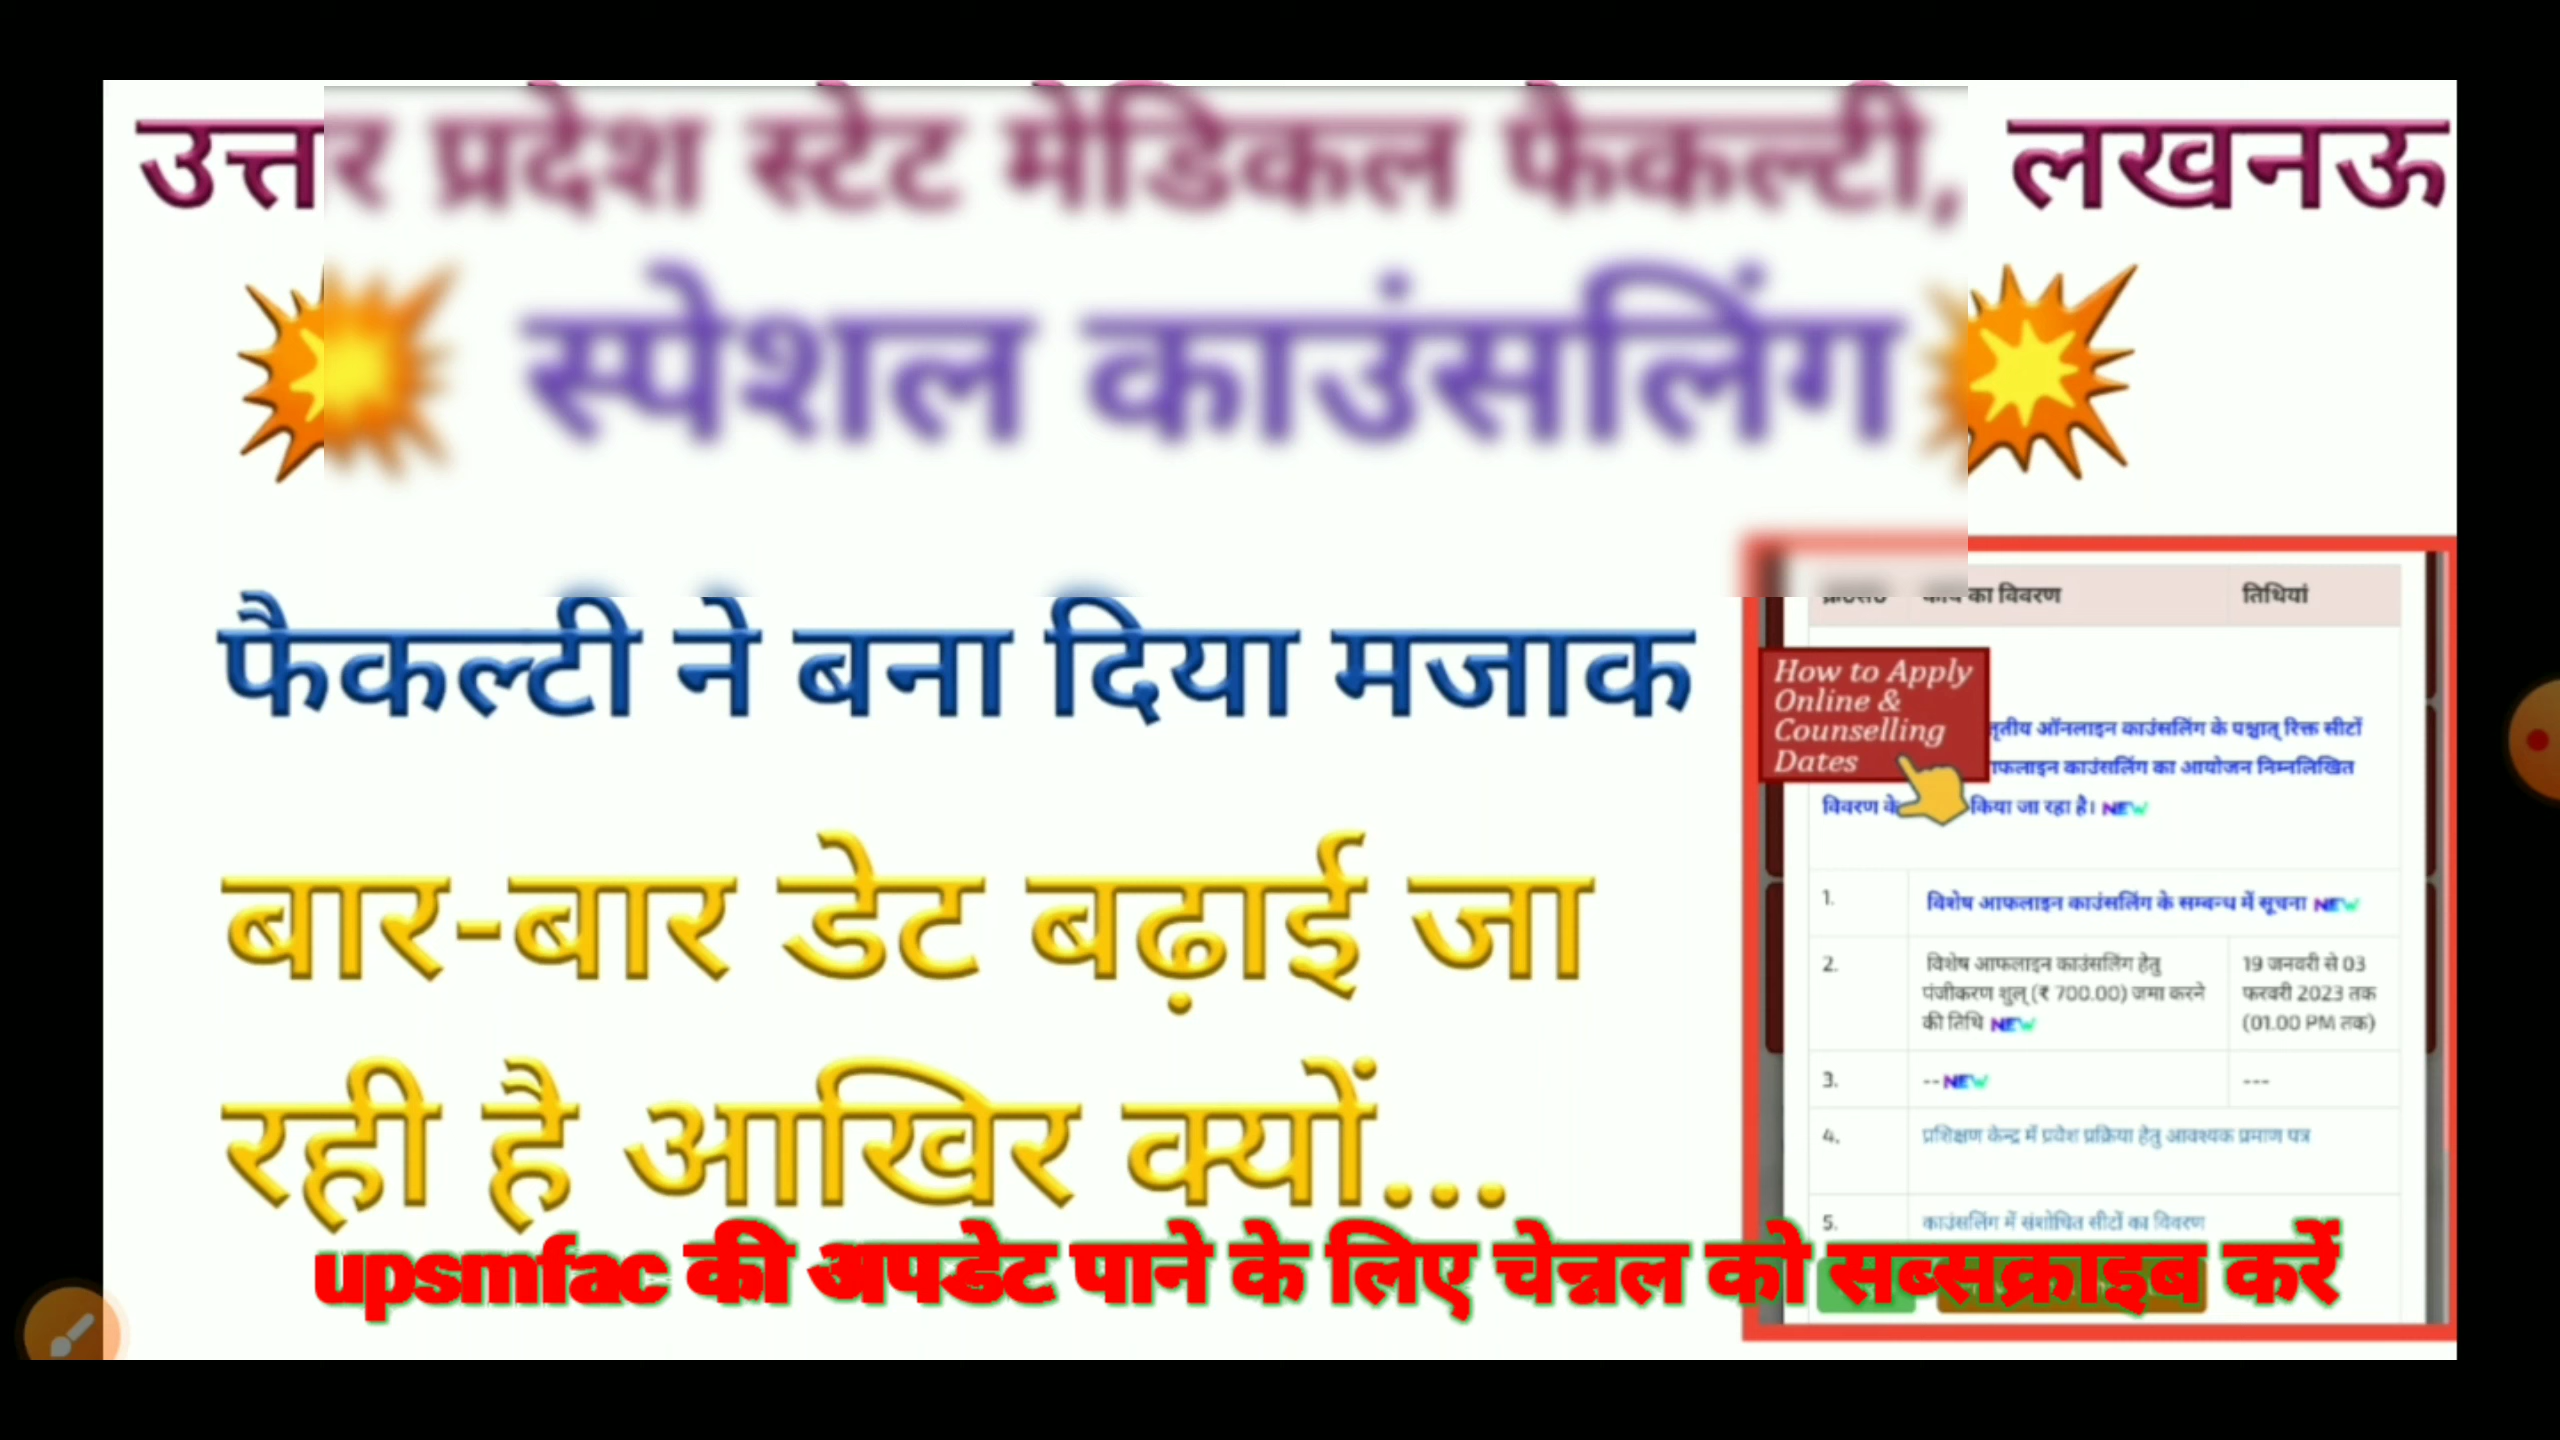 उत्तर प्रदेश स्टेट मेडिकल फैकल्टी, लखनऊ
स्पेशल काउंसलिंग
फैकल्टी ने बना दिया मजाक
बार-बार डेट बढ़ाई जा
रही है आखिर क्यों...
का विवरण तिथियां
How to Apply
Online &
Counselling
Dates
तृतीय ऑनलाइन काउंसलिंग के पश्चात् रिक्त सीटों
काउंसलिंग का आयोजन निम्नलिखित
विवरण के किया जा रहा है। NEW
1. विशेष आफलाइन काउंसलिंग के सम्बन्ध में सूचना NEW
2. विशेष आफलाइन काउंसलिंग हेतु
पंजीकरण शुल् (₹ 700.00) जमा करने
की तिथि NEW
19 जनवरी से 03
फरवरी 2023 तक
(01.00 PM तक)
3. --NEW ---
4. प्रशिक्षण केन्द्र में प्रवेश प्रक्रिया हेतु आवश्यक प्रमाण पत्र
5. काउंसलिंग में संशोधित सीटों का विवरण
upsmfac की अपडेट पाने के लिए चेन्नल को सब्सक्राइब करें